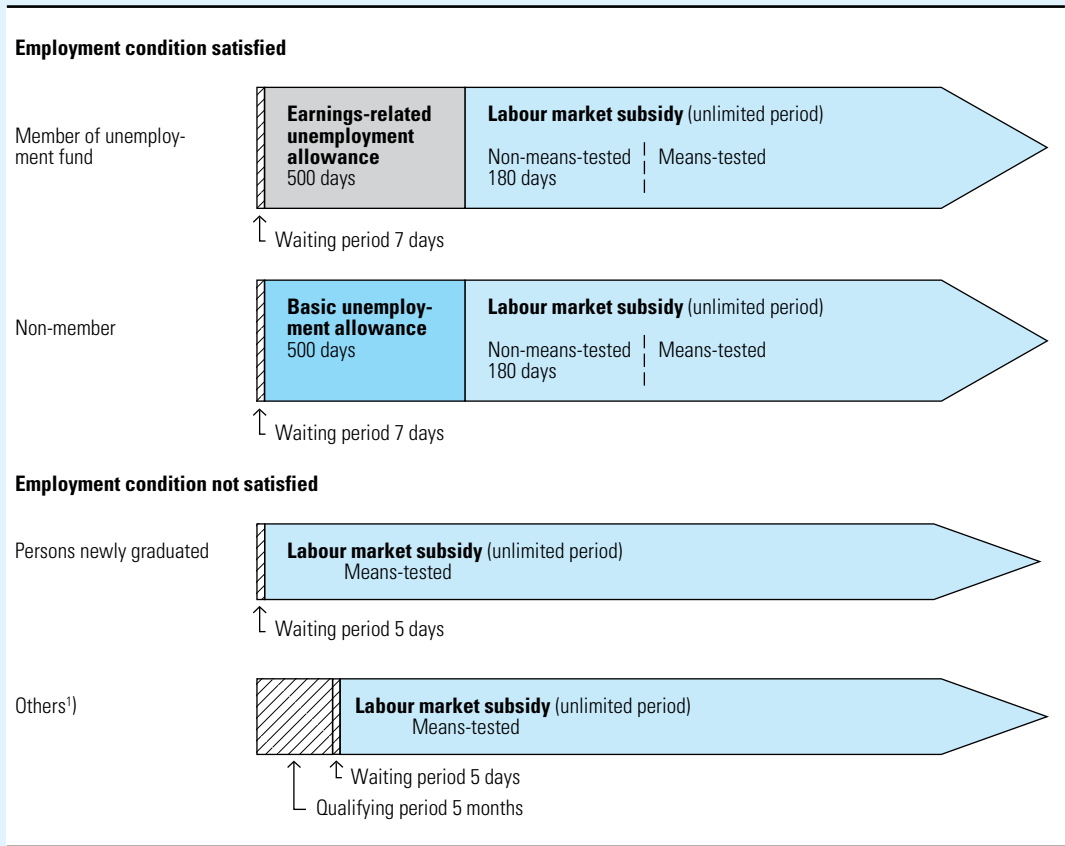 Employment condition satisfied
Member of unemploy-
ment fund
Earnings-related
unemployment
allowance
500 days
Labour market subsidy (unlimited period)
Non-means-tested
180 days
Means-tested
Waiting period 7 days
Non-member
Basic unemploy-
ment allowance
500 days
Labour market subsidy (unlimited period)
Non-means-tested
180 days
Means-tested
Waiting period 7 days
Employment condition not satisfied
Persons newly graduated
Labour market subsidy (unlimited period)
Means-tested
Waiting period 5 days
Others¹)
Labour market subsidy (unlimited period)
Means-tested
Waiting period 5 days
Qualifying period 5 months